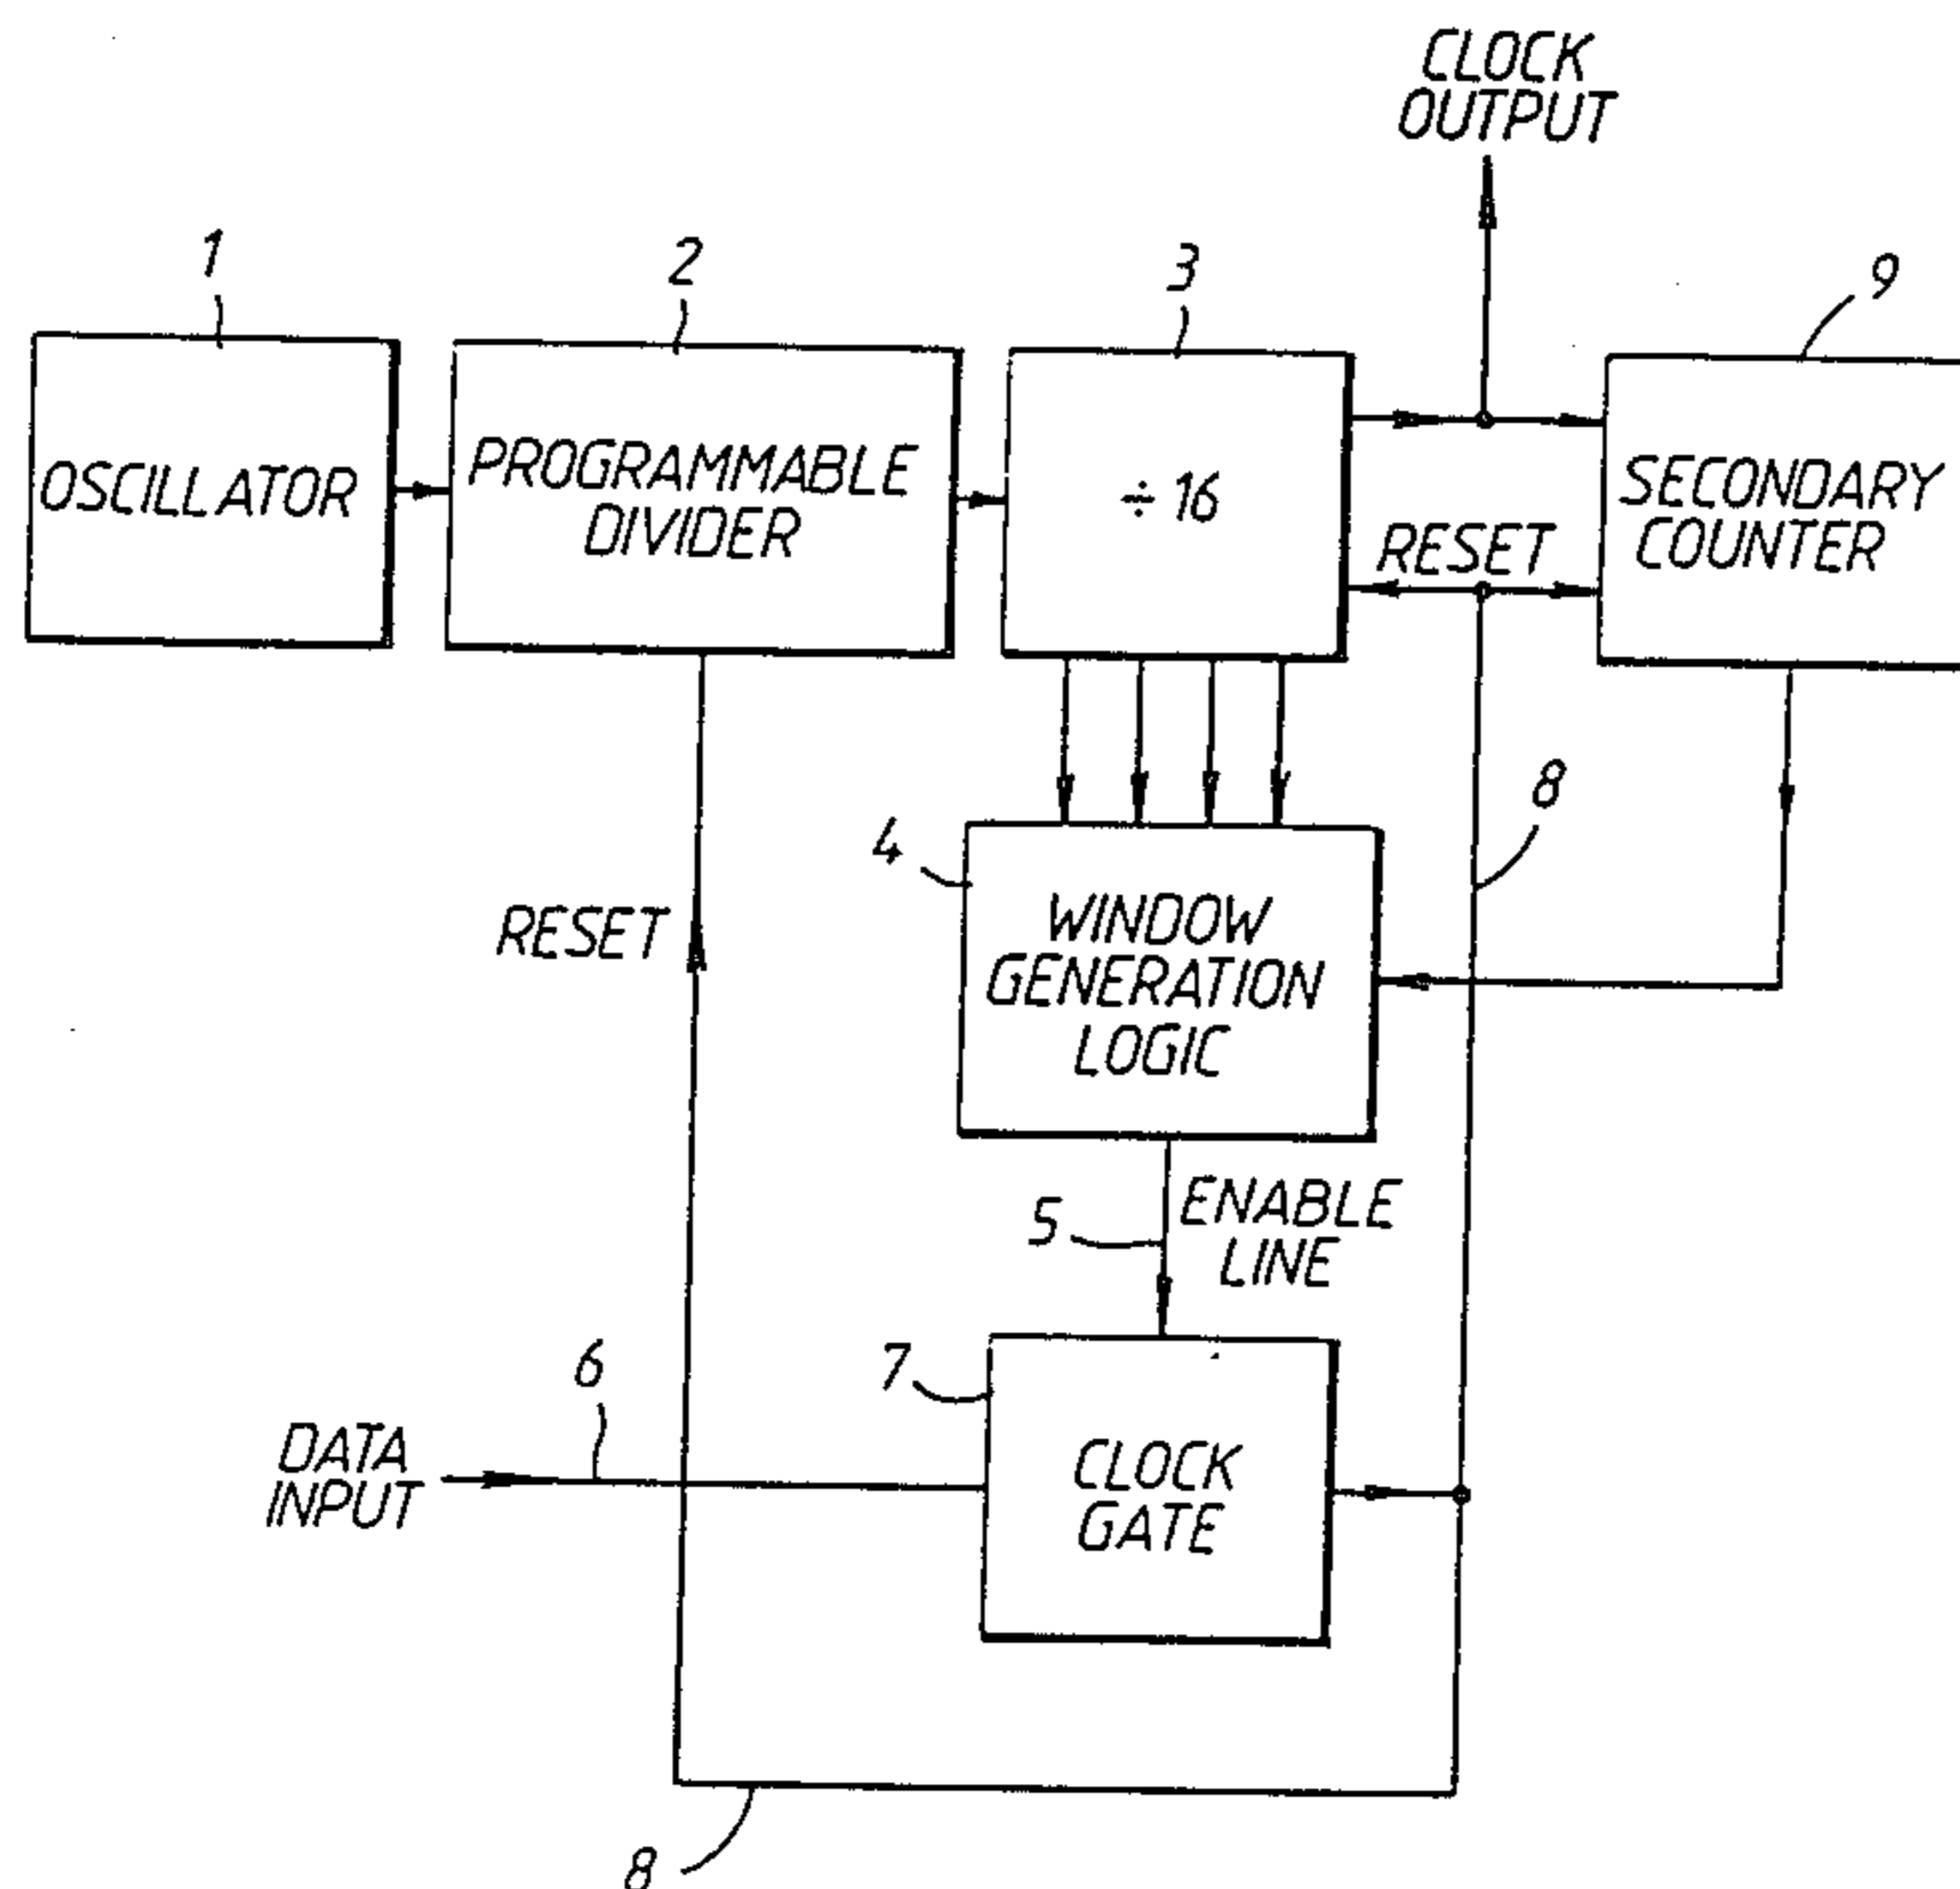 CLOCK
OUTPUT
1
2
3
9
OSCILLATOR
PROGRAMMABLE
DIVIDER
÷ 16
SECONDARY
COUNTER
RESET
8
4
WINDOW
GENERATION
LOGIC
RESET
5
ENABLE
LINE
6
7
DATA
INPUT
CLOCK
GATE
8